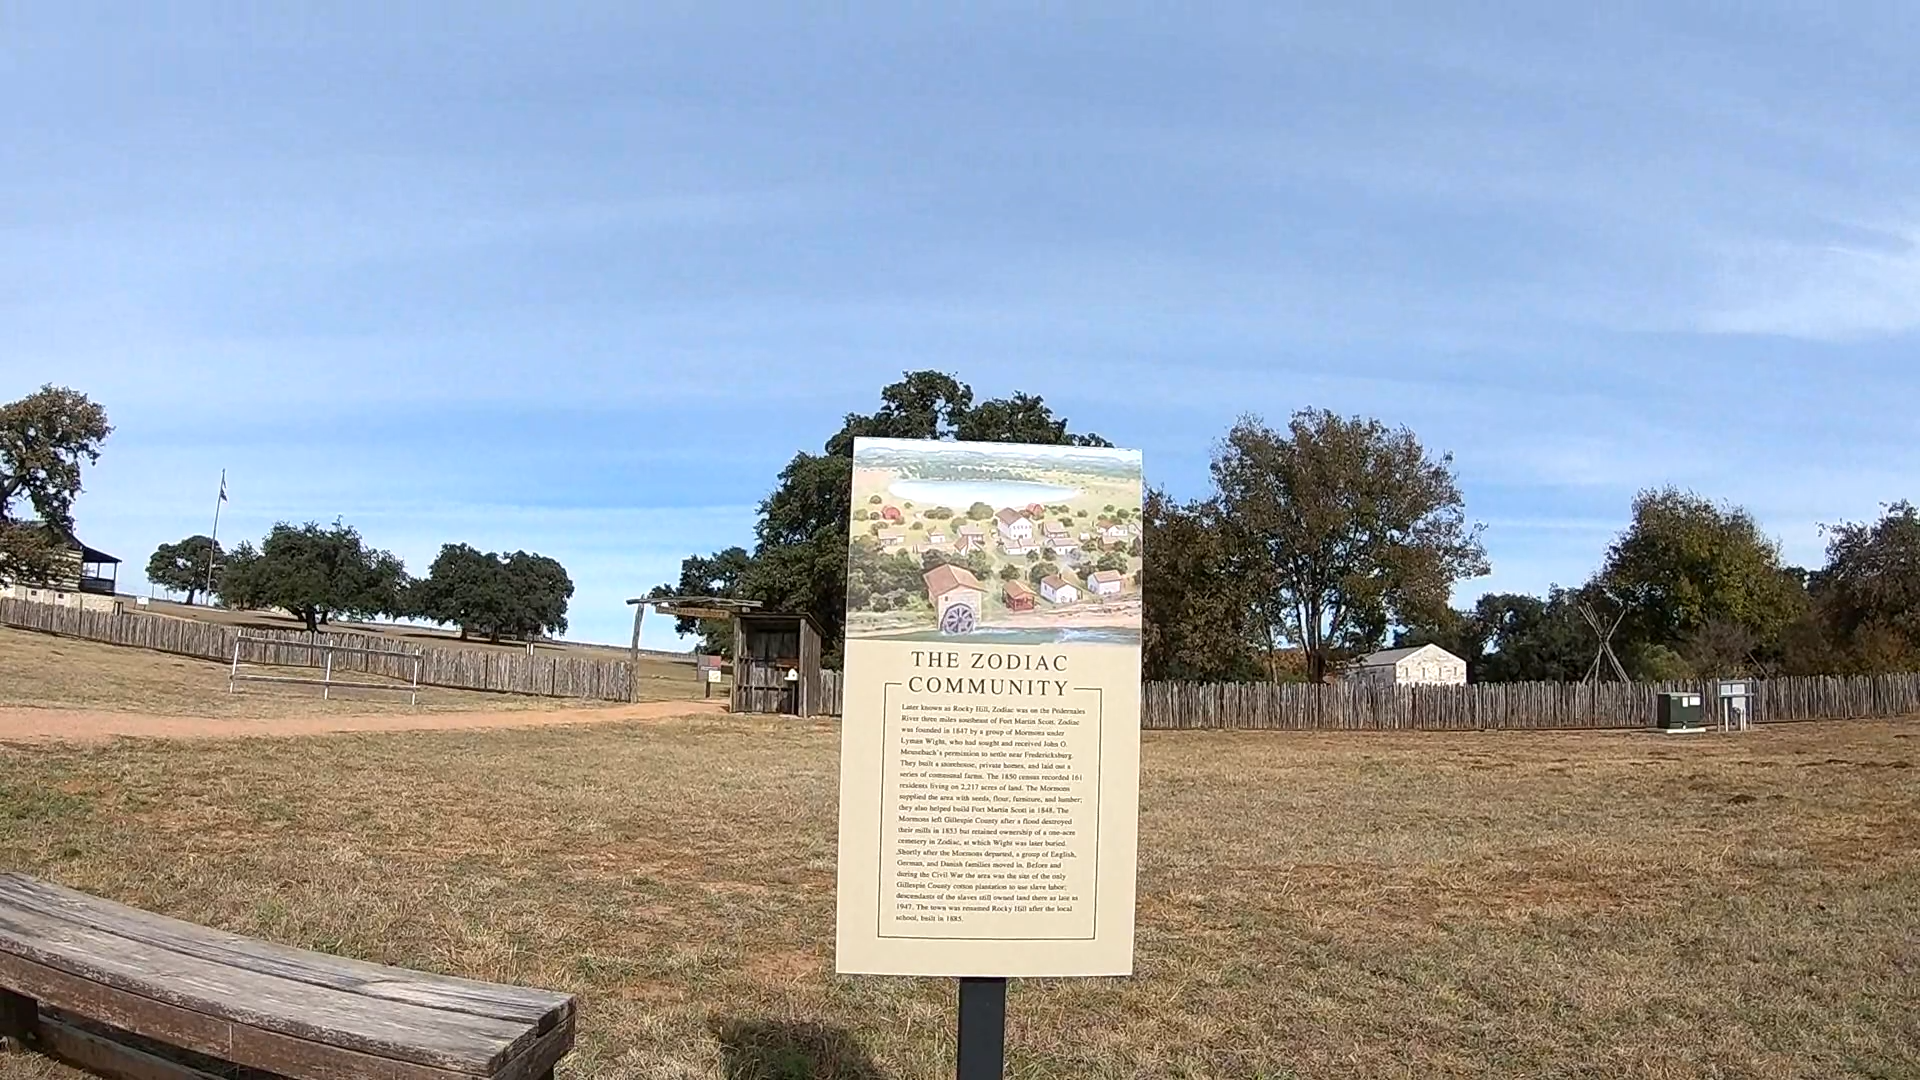 THE ZODIAC
COMMUNITY
Later known as Rocky Hill, Zodiac was on the Pedernales
River three miles southeast of Fort Martin Scott. Zodiac
was founded in 1847 by a group of Mormons under
Lyman Wight, who had sought and received John O.
Meusebach's permission to settle near Fredericksburg.
They built a storehouse, private homes, and laid out a
series of communal farms. The 1850 census recorded 161
residents living on 2,217 acres of land. The Mormons
supplied the area with seeds, flour, furniture, and lumber;
they also helped build Fort Martin Scott in 1848. The
Mormons left Gillespie County after a flood destroyed
their mills in 1853 but retained ownership of a one-acre
cemetery in Zodiac, at which Wight was later buried.
Shortly after the Mormons departed, a group of English,
German, and Danish families moved in. Before and
during the Civil War the area was the site of the only
Gillespie County cotton plantation to use slave labor;
descendants of the slaves still owned land there as late as
1947. The town was renamed Rocky Hill after the local
school, built in 1885.